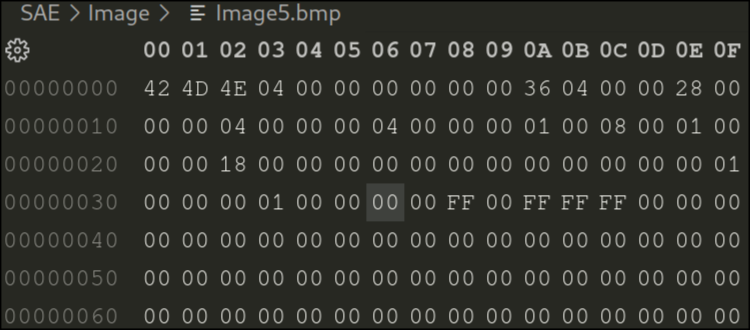 SAE > Image > Image5.bmp
00 01 02 03 04 05 06 07 08 09 0A 0B 0C 0D 0E 0F
00000000 42 4D 4E 04 00 00 00 00 00 00 36 04 00 00 28 00
00000010 00 00 04 00 00 00 04 00 00 00 01 00 08 00 01 00
00000020 00 00 18 00 00 00 00 00 00 00 00 00 00 00 00 01
00000030 00 00 00 01 00 00 00 00 FF 00 FF FF FF 00 00 00
00000040 00 00 00 00 00 00 00 00 00 00 00 00 00 00 00 00
00000050 00 00 00 00 00 00 00 00 00 00 00 00 00 00 00 00
00000060 00 00 00 00 00 00 00 00 00 00 00 00 00 00 00 00